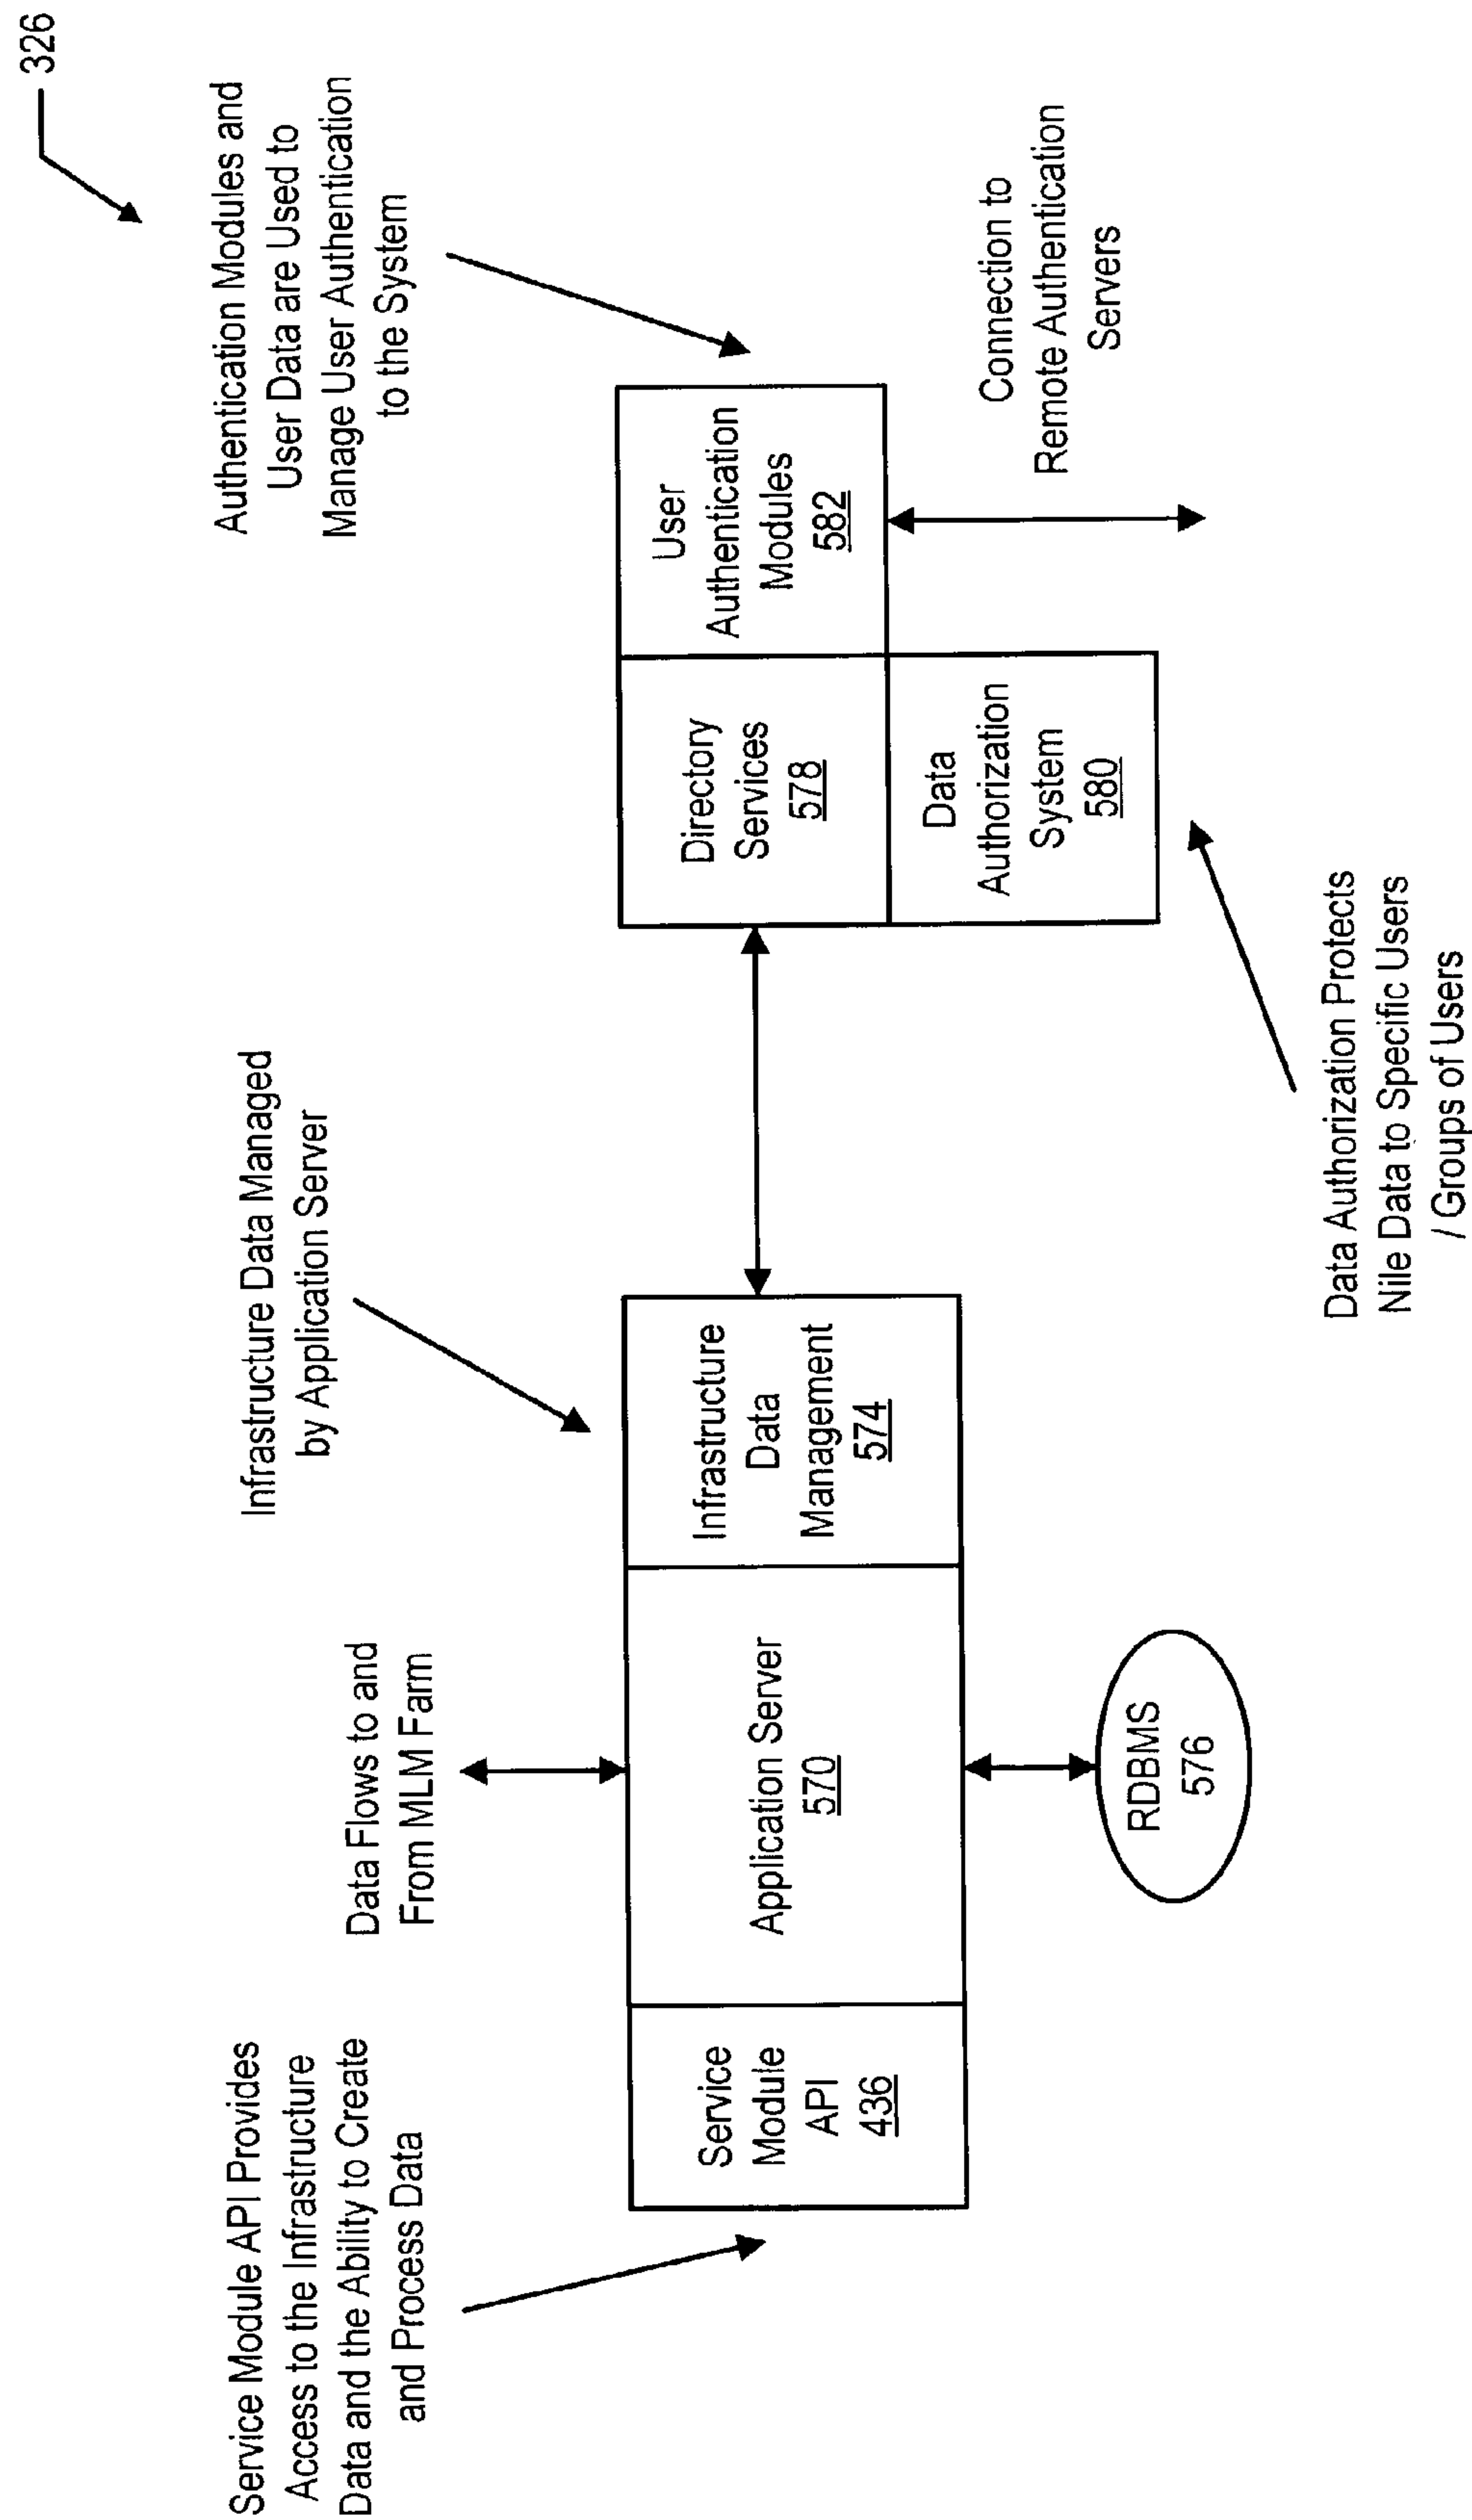 326
Service Module API Provides
Access to the Infrastructure
Data and the Ability to Create
and Process Data
Data Flows to and
From MLM Farm
Infrastructure Data Managed
by Application Server
Authentication Modules and
User Data are Used to
Manage User Authentication
to the System
Service
Module
API
436
Application Server
570
Infrastructure
Data
Management
574
Directory
Services
578
User
Authentication
Modules
582
Data
Authorization
System
580
RDBMS
576
Connection to
Remote Authentication
Servers
Data Authorization Protects
Nile Data to Specific Users
/ Groups of Users